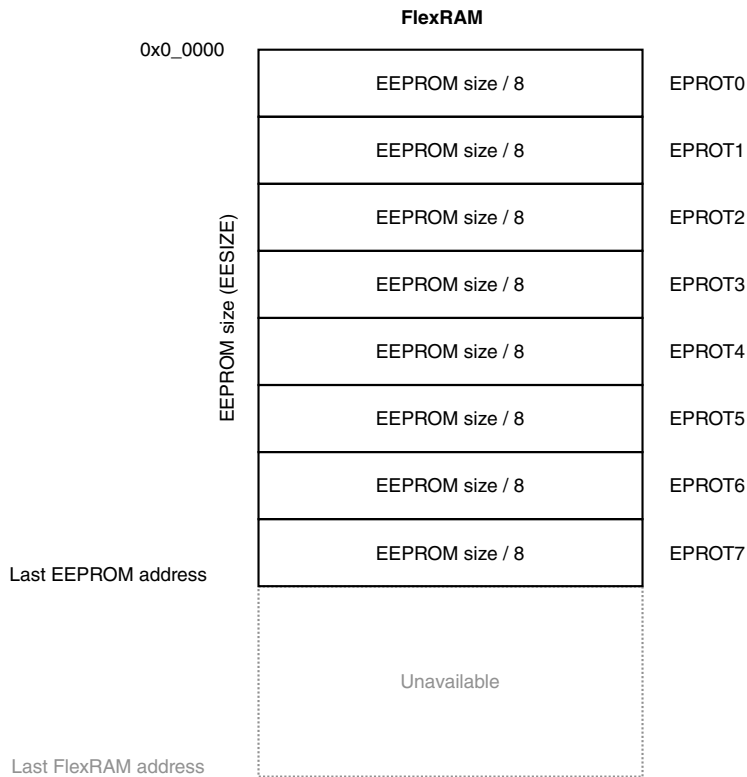 FlexRAM
0x0_0000
EEPROM size / 8 EPROT0
EEPROM size / 8 EPROT1
EEPROM size / 8 EPROT2
EEPROM size / 8 EPROT3
EEPROM size (EESIZE)
EEPROM size / 8 EPROT4
EEPROM size / 8 EPROT5
EEPROM size / 8 EPROT6
EEPROM size / 8 EPROT7
Last EEPROM address
Unavailable
Last FlexRAM address